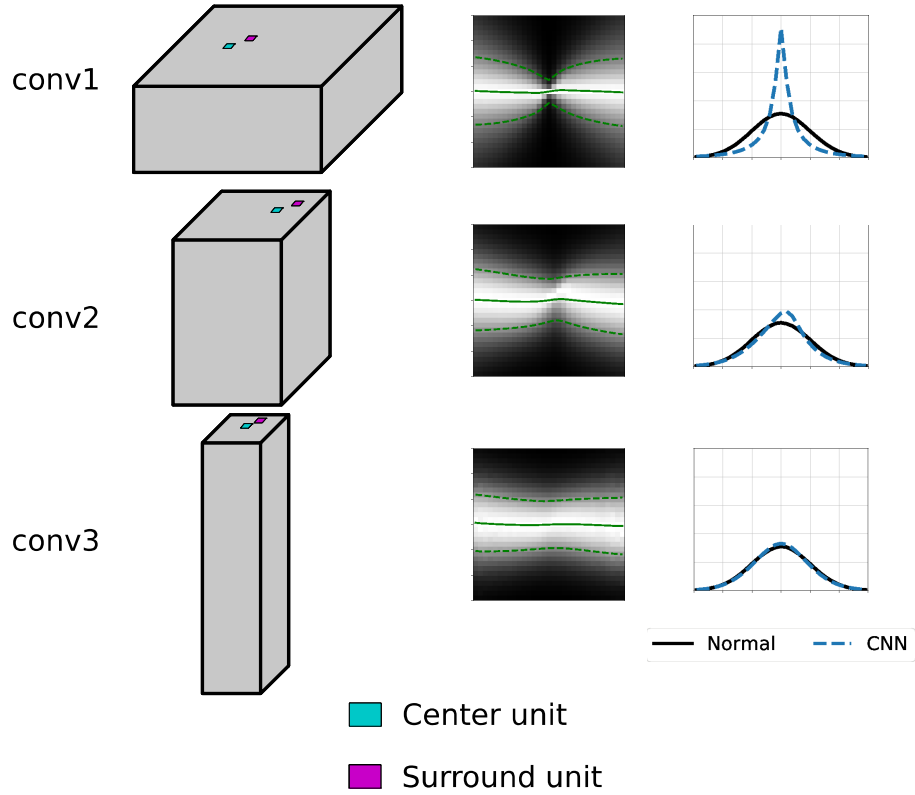 conv1
conv2
conv3
Normal CNN
Center unit
Surround unit